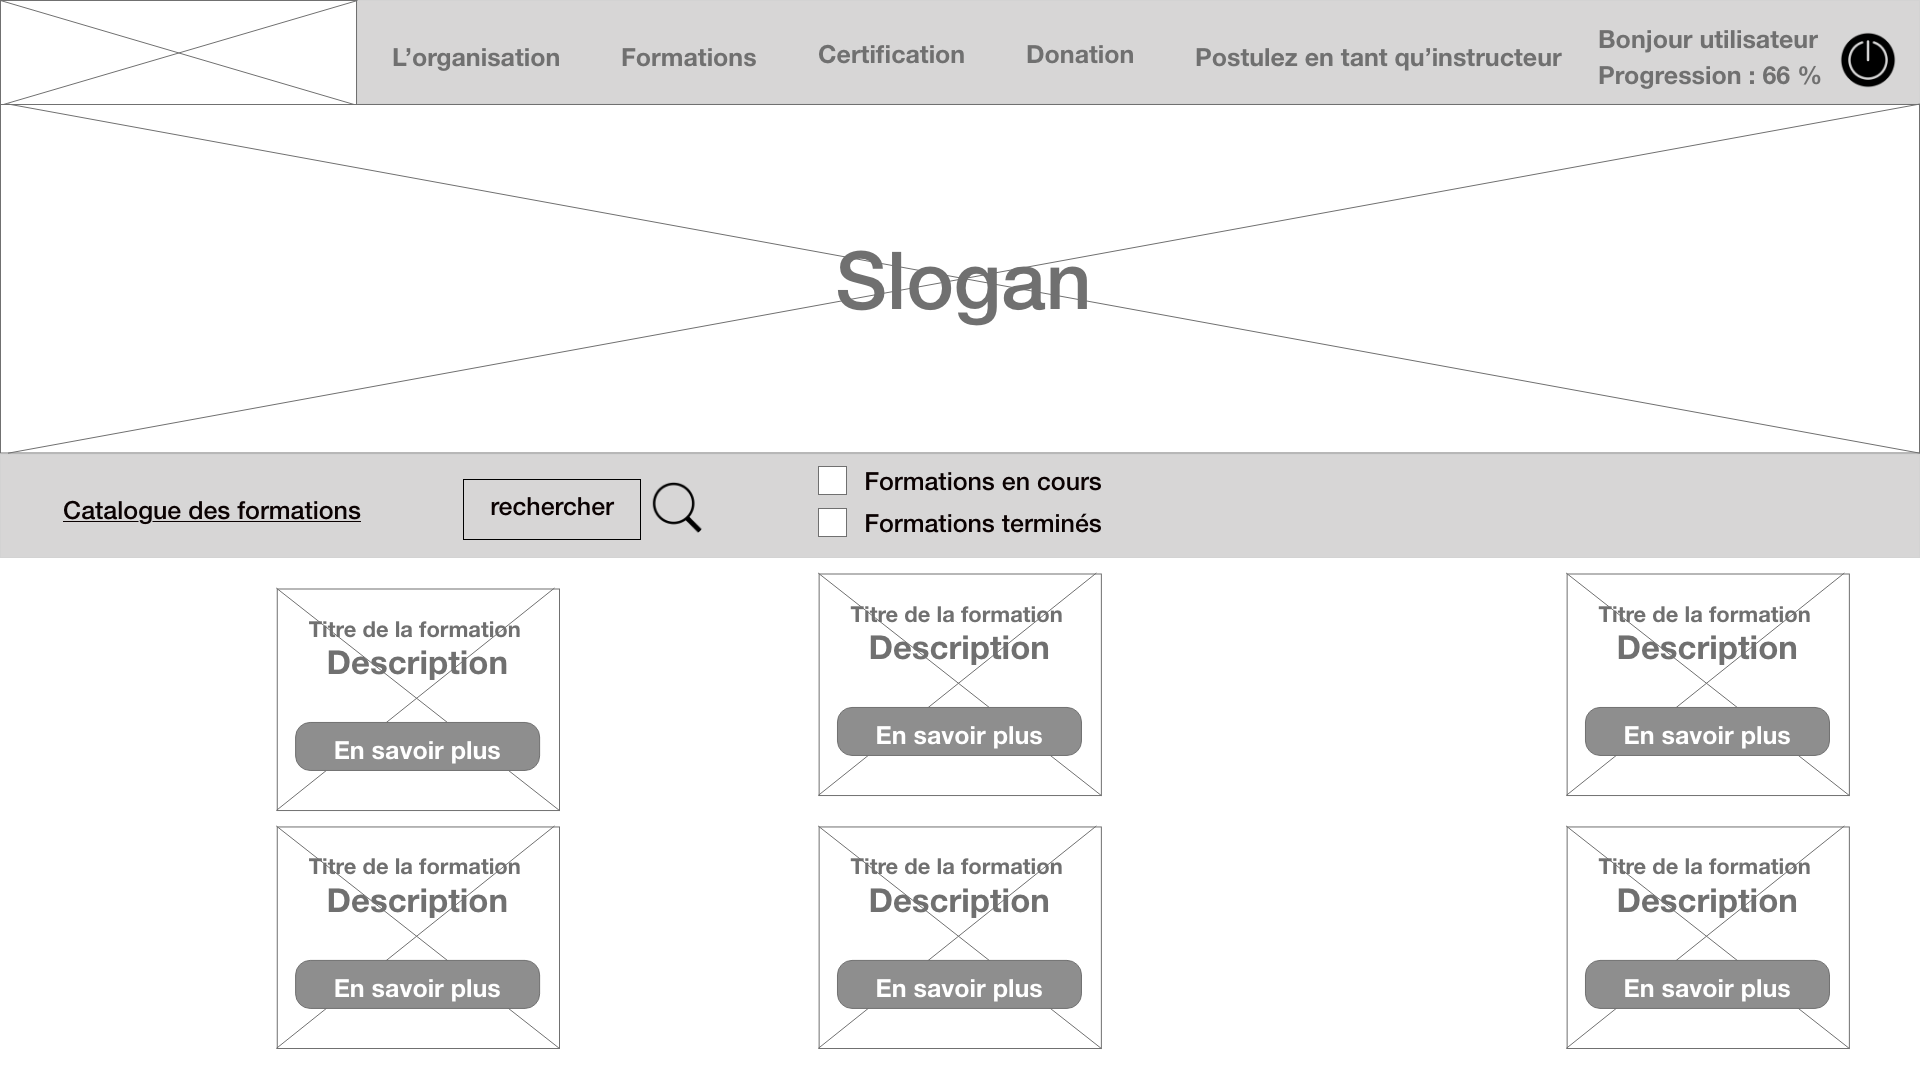 L’organisation
Formations
Certification
Donation
Postulez en tant qu’instructeur
Bonjour utilisateur
Progression : 66 %
Slogan
Catalogue des formations
rechercher
Formations en cours
Formations terminés
Titre de la formation
Description
En savoir plus
Titre de la formation
Description
En savoir plus
Titre de la formation
Description
En savoir plus
Titre de la formation
Description
En savoir plus
Titre de la formation
Description
En savoir plus
Titre de la formation
Description
En savoir plus